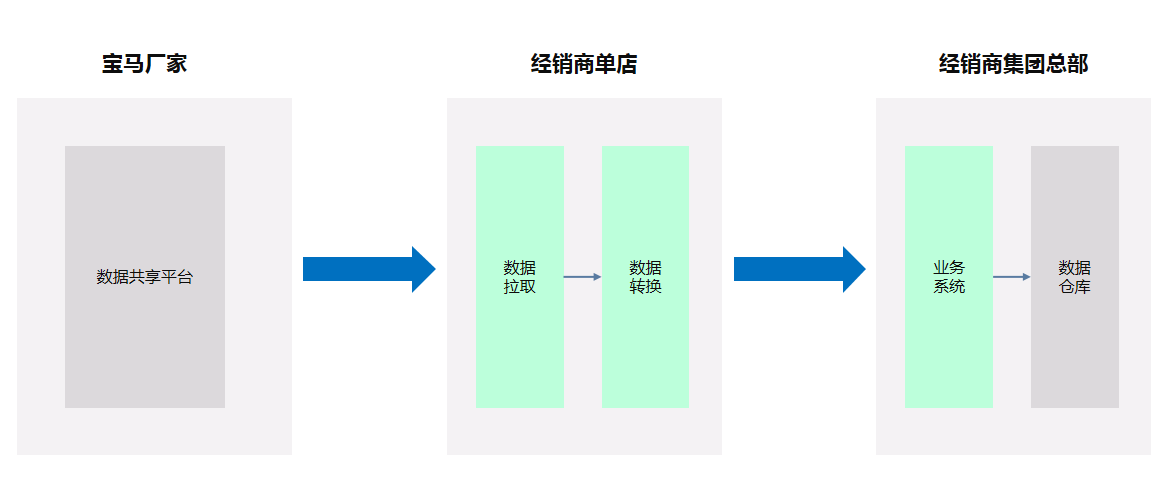 宝马厂家
经销商单店
经销商集团总部
数据共享平台
数据
拉取
数据
转换
业务
系统
数据
仓库